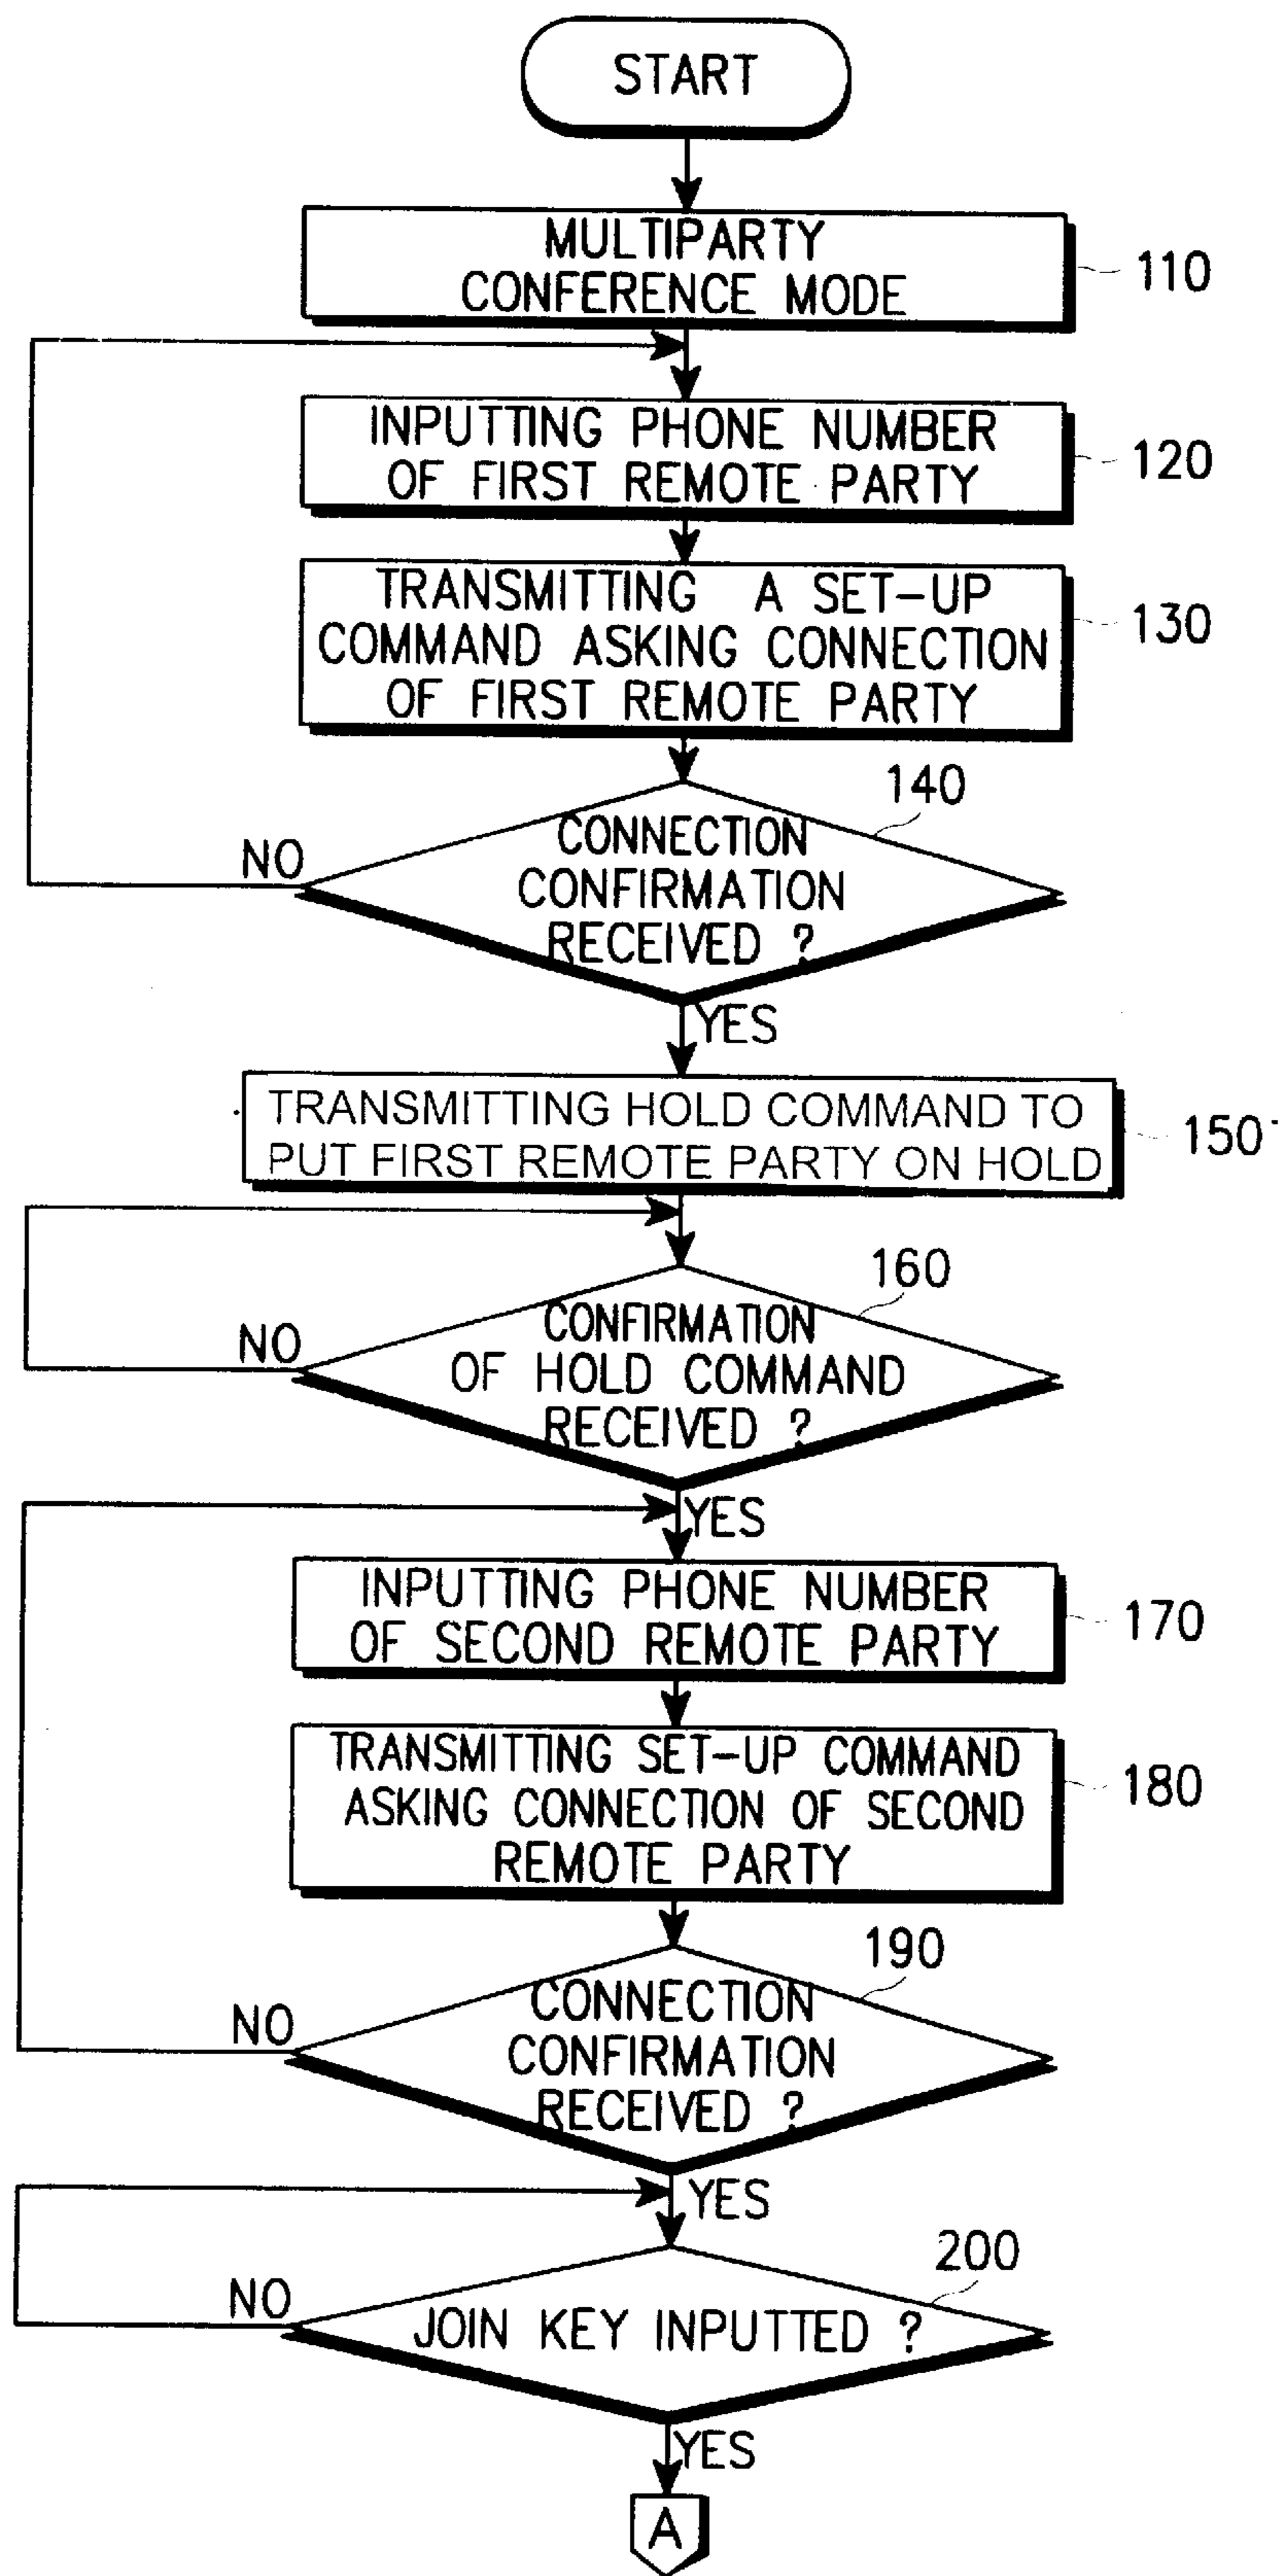 START
MULTIPARTY
CONFERENCE MODE
110
INPUTTING PHONE NUMBER
OF FIRST REMOTE PARTY
120
TRANSMITTING A SET-UP
COMMAND ASKING CONNECTION
OF FIRST REMOTE PARTY
130
140
CONNECTION
CONFIRMATION
RECEIVED ?
NO
YES
TRANSMITTING HOLD COMMAND TO
PUT FIRST REMOTE PARTY ON HOLD
150
160
CONFIRMATION
OF HOLD COMMAND
RECEIVED ?
NO
YES
INPUTTING PHONE NUMBER
OF SECOND REMOTE PARTY
170
TRANSMITTING SET-UP COMMAND
ASKING CONNECTION OF SECOND
REMOTE PARTY
180
190
CONNECTION
CONFIRMATION
RECEIVED ?
NO
YES
200
JOIN KEY INPUTTED ?
NO
YES
A